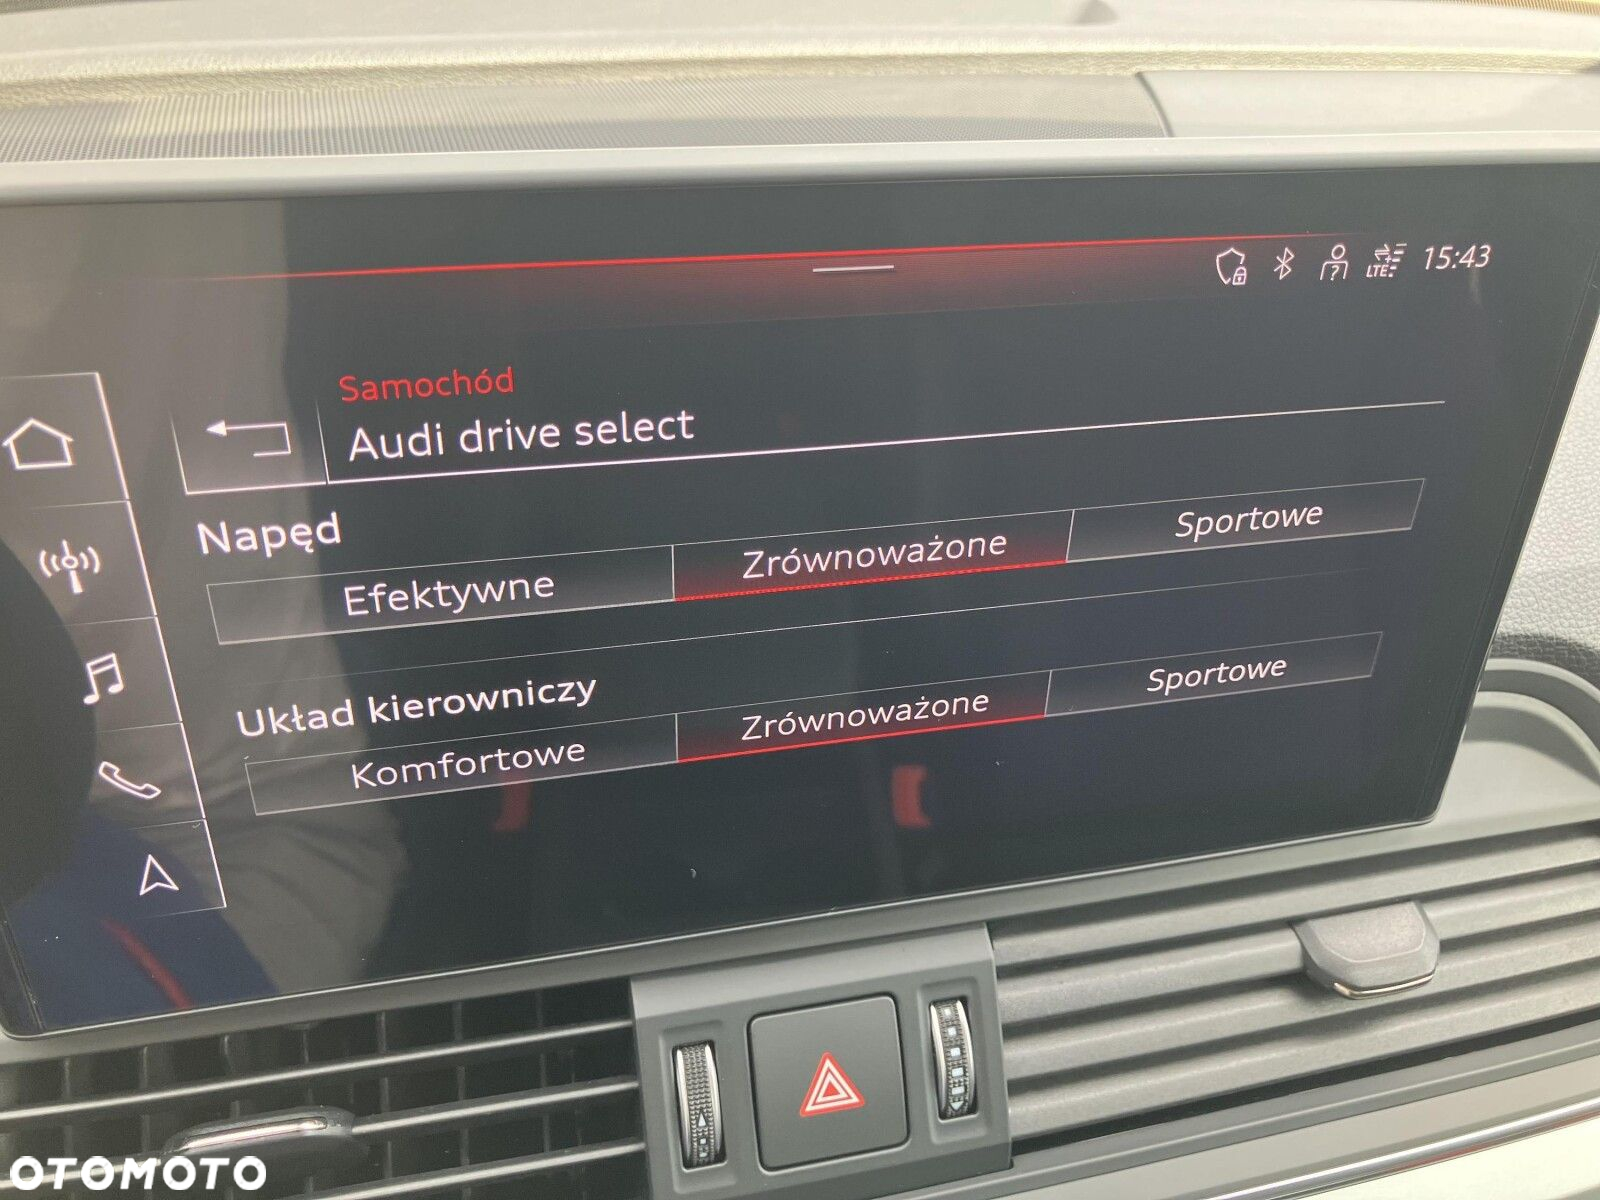 LTE 15:43
Samochód
Audi drive select
Napęd
Efektywne Zrównoważone Sportowe
Układ kierowniczy
Komfortowe Zrównoważone Sportowe
OTOMOTO